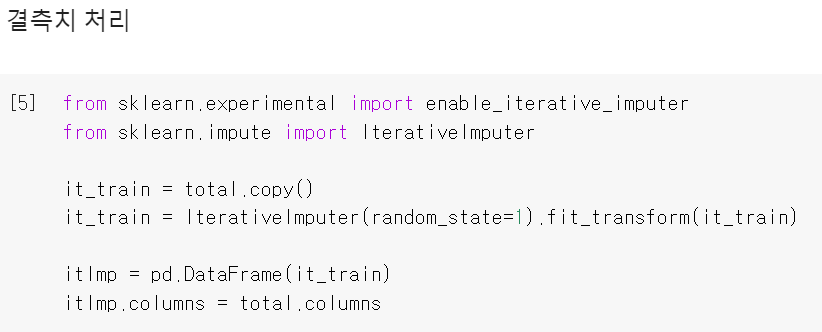 결측치 처리
[5] from sklearn.experimental import enable_iterative_imputer
from sklearn.impute import IterativeImputer
it_train = total.copy()
it_train = IterativeImputer(random_state=1).fit_transform(it_train)
itImp = pd.DataFrame(it_train)
itImp.columns = total.columns